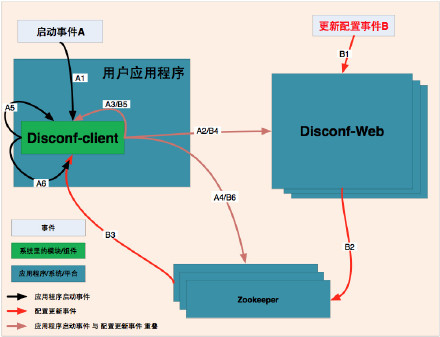 启动事件A
更新配置事件B
A1
B1
用户应用程序
A5
A3/B5
Disconf-client
A2/B4
Disconf-Web
A6
A4/B6
B3
B2
事件
系统里的模块/组件
应用程序/系统/平台
Zookeeper
应用程序启动事件
配置更新事件
应用程序启动事件 与 配置更新事件 重叠